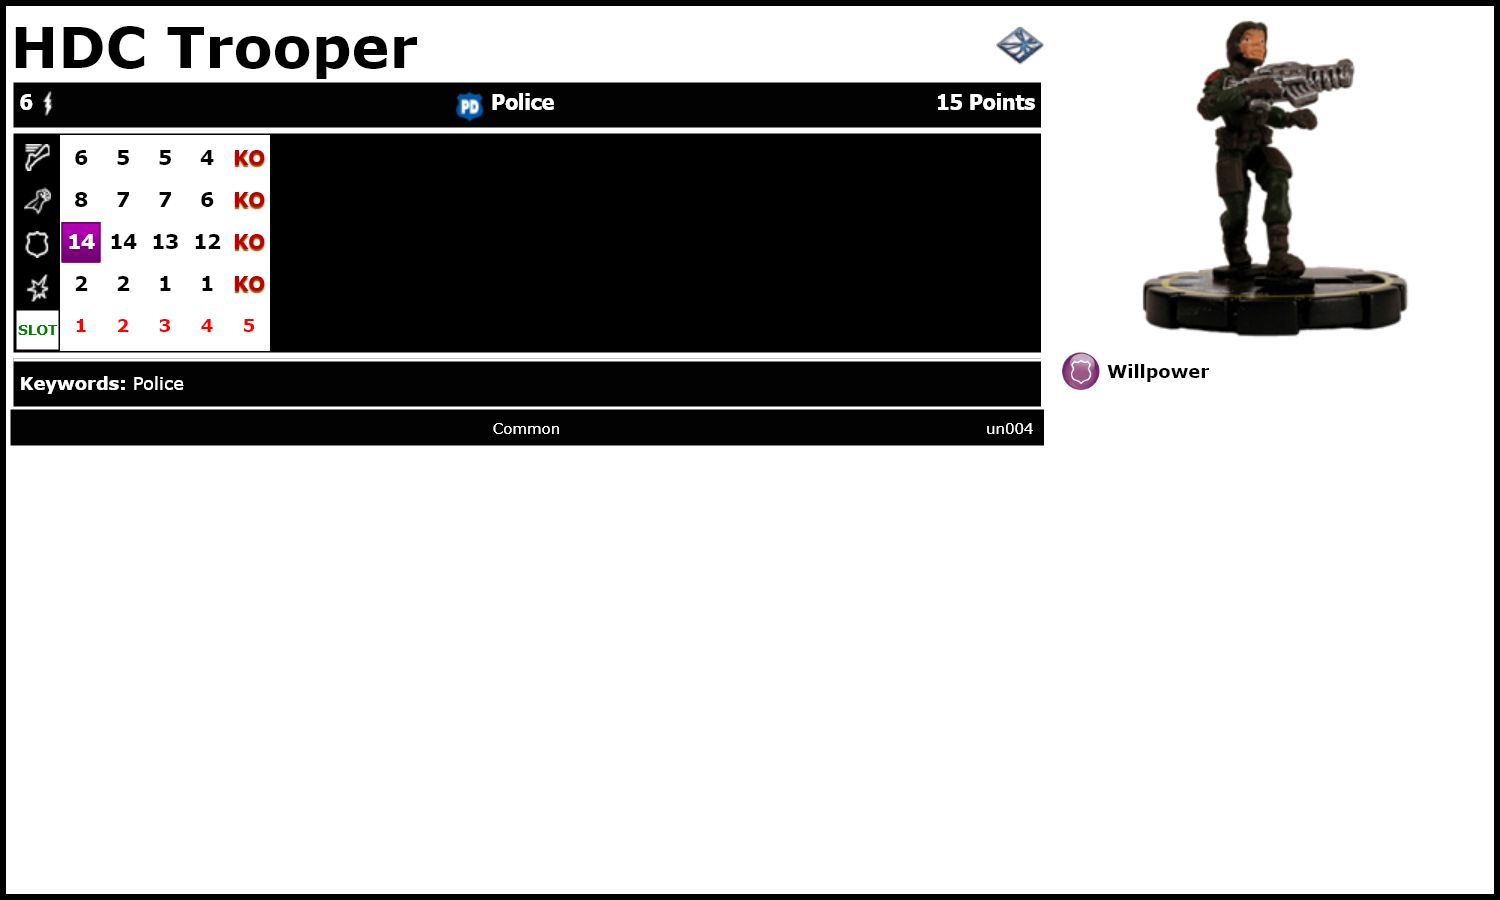 HDC Trooper
6 PD Police 15 Points
6 5 5 4 KO
8 7 7 6 KO
14 14 13 12 KO
2 2 1 1 KO
SLOT 1 2 3 4 5
Willpower
Keywords: Police
Common un004